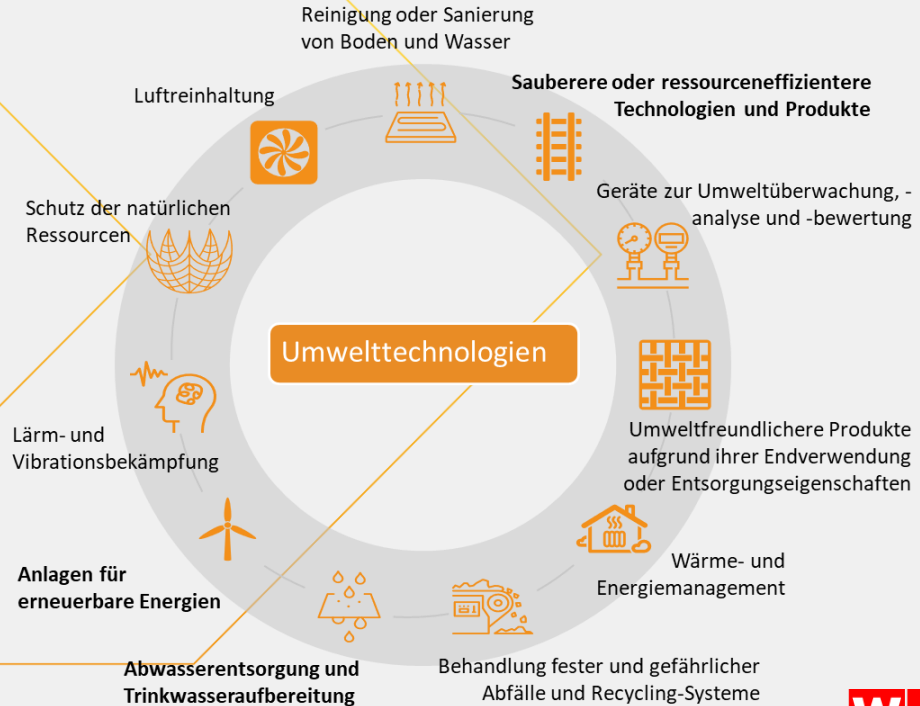 Reinigung oder Sanierung
von Boden und Wasser
Sauberere oder ressourceneffizientere
Technologien und Produkte
Luftreinhaltung
Geräte zur Umweltüberwachung, -
analyse und -bewertung
Schutz der natürlichen
Ressourcen
Umwelttechnologien
Umweltfreundlichere Produkte
aufgrund ihrer Endverwendung
oder Entsorgungseigenschaften
Lärm- und
Vibrationsbekämpfung
Wärme- und
Energiemanagement
Anlagen für
erneuerbare Energien
Behandlung fester und gefährlicher
Abfälle und Recycling-Systeme
Abwasserentsorgung und
Trinkwasseraufbereitung